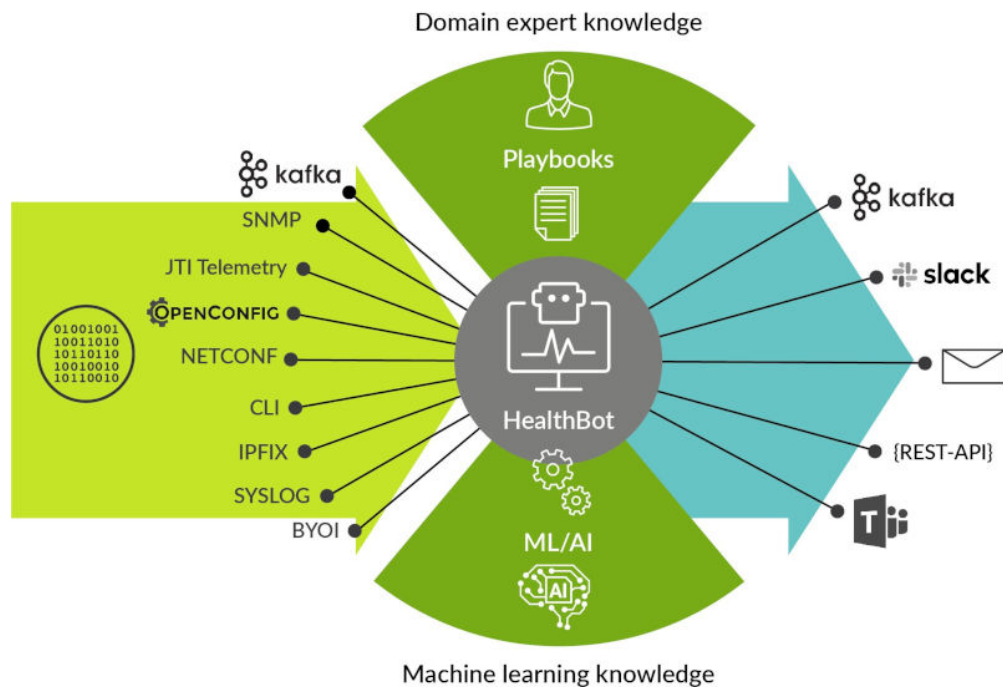 Domain expert knowledge
Playbooks
kafka
SNMP
JTI Telemetry
OPENCONFIG
NETCONF
CLI
IPFIX
SYSLOG
BYOI
01001001
10011010
10110110
10010010
10110010
HealthBot
kafka
slack
{REST-API}
T
ML/AI
AI
Machine learning knowledge